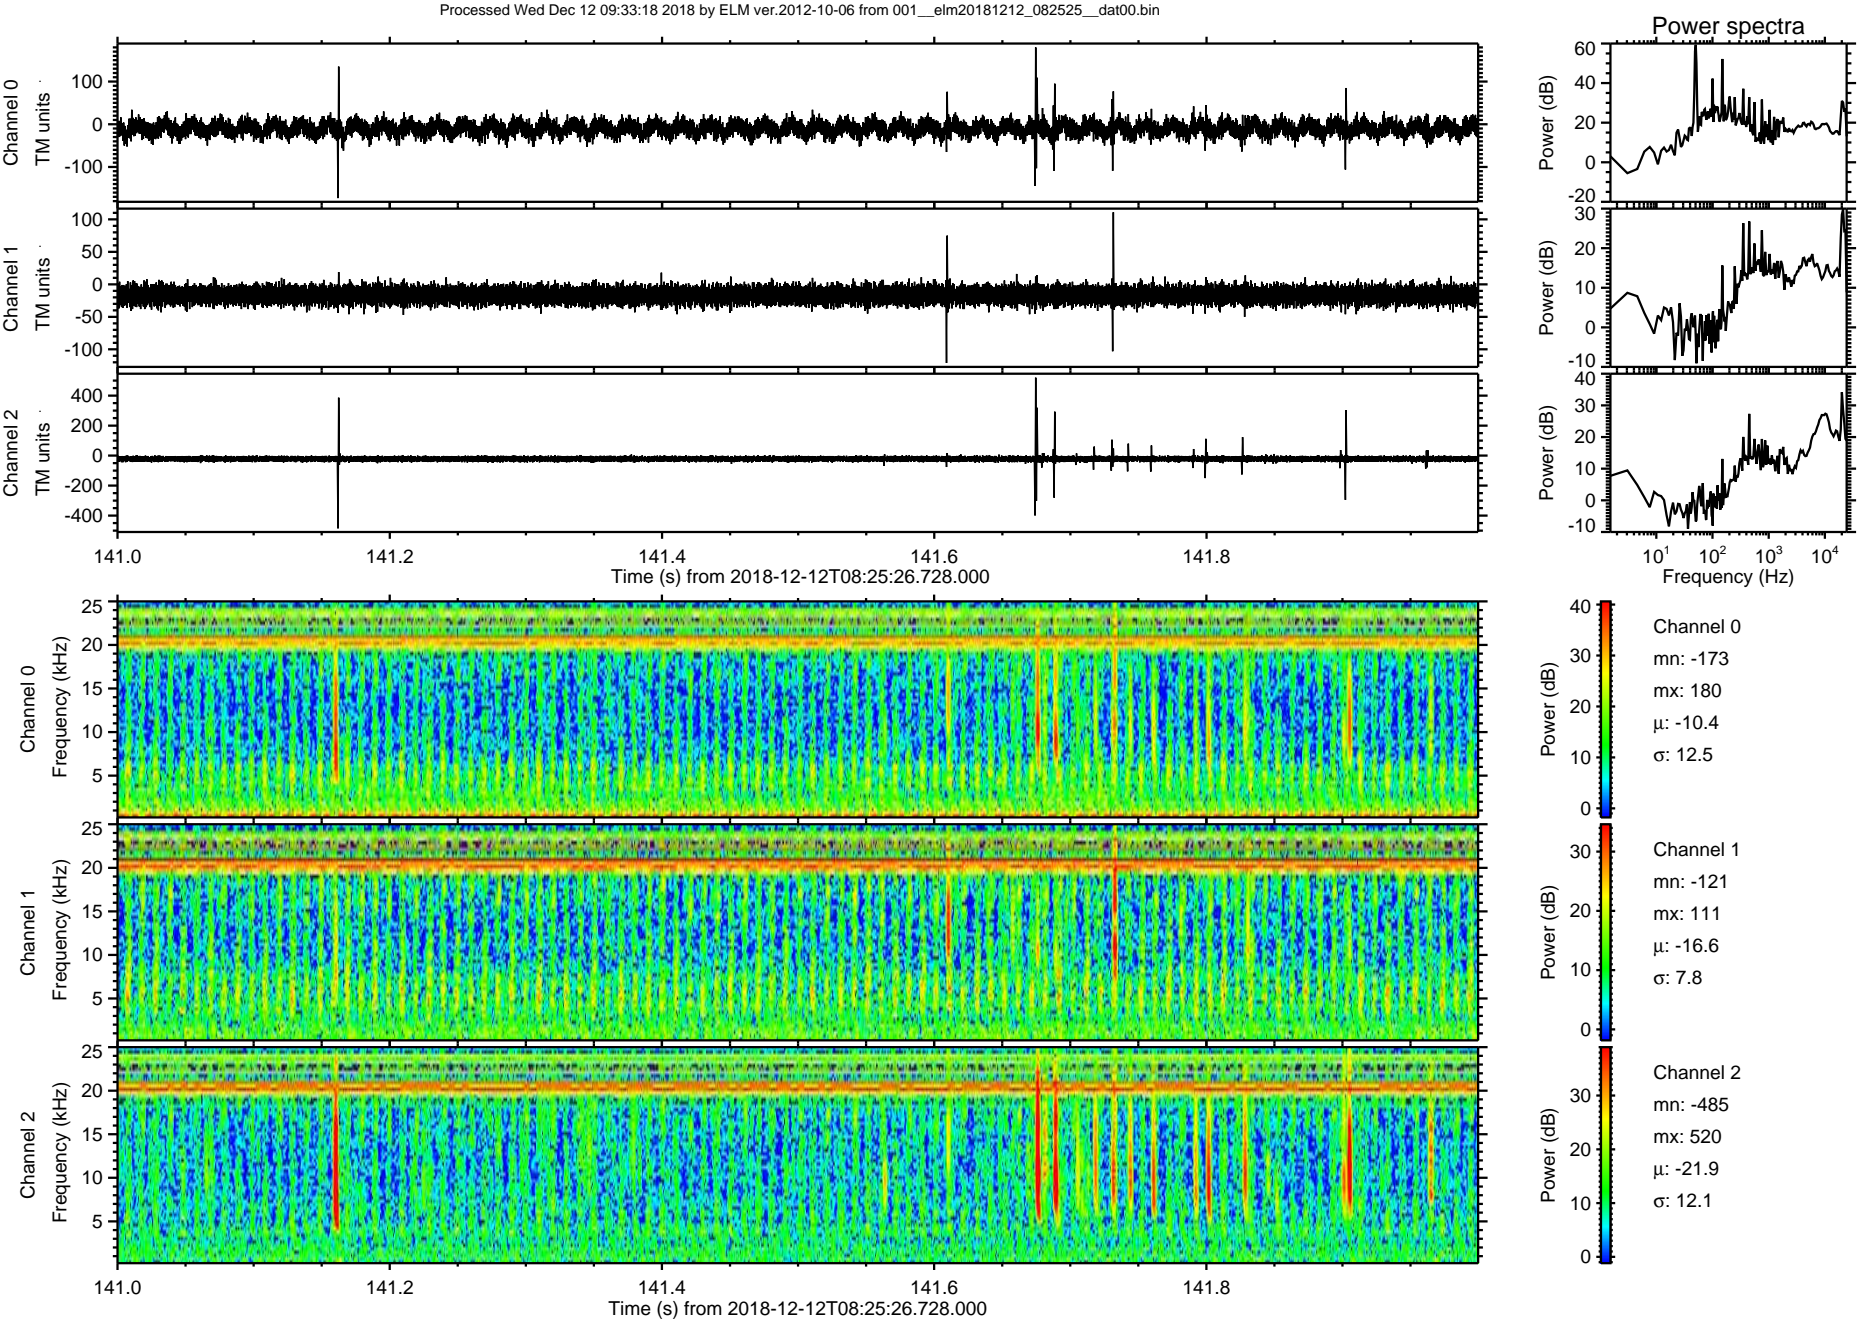 Processed Wed Dec 12 09:33:18 2018 by ELM ver.2012-10-06 from 001__elm20181212_082525__dat00.bin
Power spectra
Channel 0
TM units
100
0
-100
Power (dB)
60
40
20
0
-20
Channel 1
TM units
100
50
0
-50
-100
Power (dB)
30
20
10
0
-10
Channel 2
TM units
400
200
0
-200
-400
Power (dB)
40
30
20
10
0
-10
141.0 141.2 141.4 141.6 141.8
Time (s) from 2018-12-12T08:25:26.728.000
10¹ 10² 10³ 10⁴
Frequency (Hz)
Channel 0
Frequency (kHz)
25
20
15
10
5
Power (dB)
40
30
20
10
0
Channel 0
mn: -173
mx: 180
μ: -10.4
σ: 12.5
Channel 1
Frequency (kHz)
25
20
15
10
5
Power (dB)
30
20
10
0
Channel 1
mn: -121
mx: 111
μ: -16.6
σ: 7.8
Channel 2
Frequency (kHz)
25
20
15
10
5
Power (dB)
30
20
10
0
Channel 2
mn: -485
mx: 520
μ: -21.9
σ: 12.1
141.0 141.2 141.4 141.6 141.8
Time (s) from 2018-12-12T08:25:26.728.000